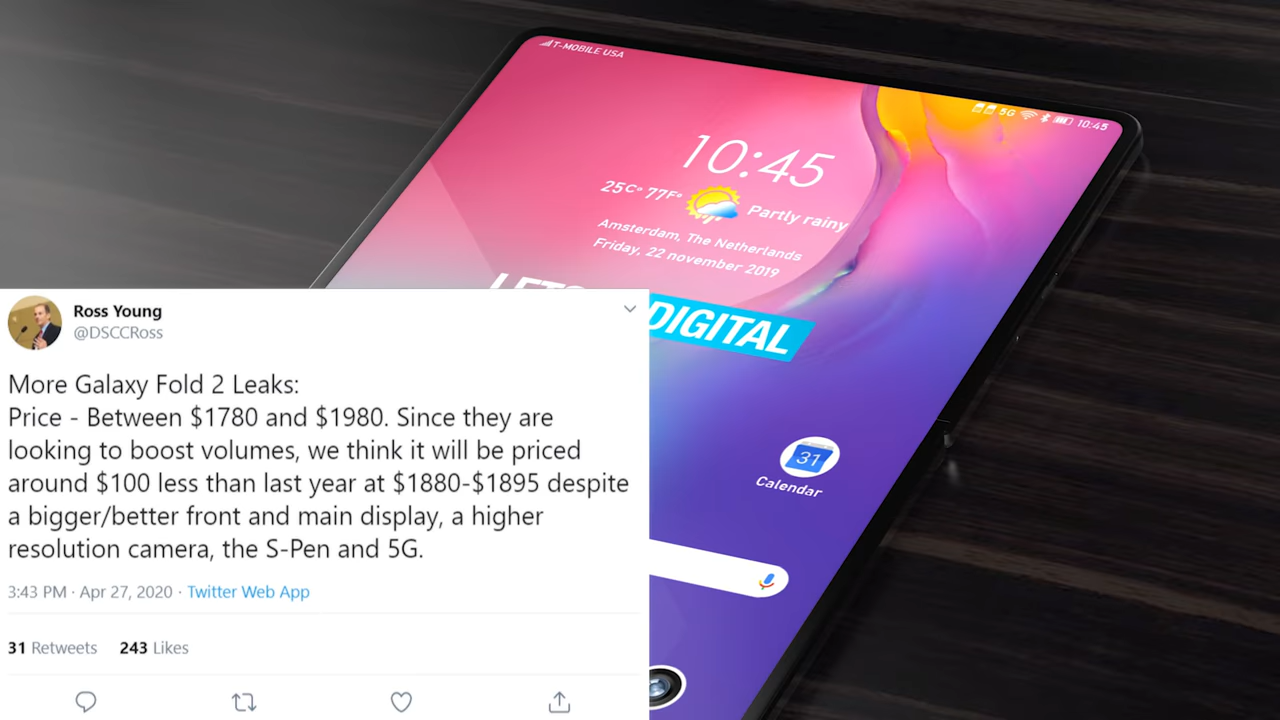 T-MOBILE USA
5G 10:45
10:45
25C° 77F°
Partly rainy
Amsterdam, The Netherlands
Friday, 22 november 2019
LETS
DIGITAL
31
Calendar
Ross Young
@DSCCRoss
More Galaxy Fold 2 Leaks:
Price - Between $1780 and $1980. Since they are
looking to boost volumes, we think it will be priced
around $100 less than last year at $1880-$1895 despite
a bigger/better front and main display, a higher
resolution camera, the S-Pen and 5G.
3:43 PM · Apr 27, 2020 · Twitter Web App
31 Retweets 243 Likes